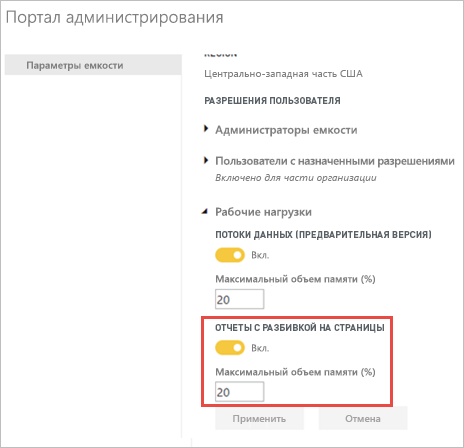 Портал администрирования
Параметры емкости
REGION
Центрально-западная часть США
РАЗРЕШЕНИЯ ПОЛЬЗОВАТЕЛЯ
Администраторы емкости
Пользователи с назначенными разрешениями
Включено для части организации
Рабочие нагрузки
ПОТОКИ ДАННЫХ (ПРЕДВАРИТЕЛЬНАЯ ВЕРСИЯ)
Вкл.
Максимальный объем памяти (%)
20
ОТЧЕТЫ С РАЗБИВКОЙ НА СТРАНИЦЫ
Вкл.
Максимальный объем памяти (%)
20
Применить Отмена